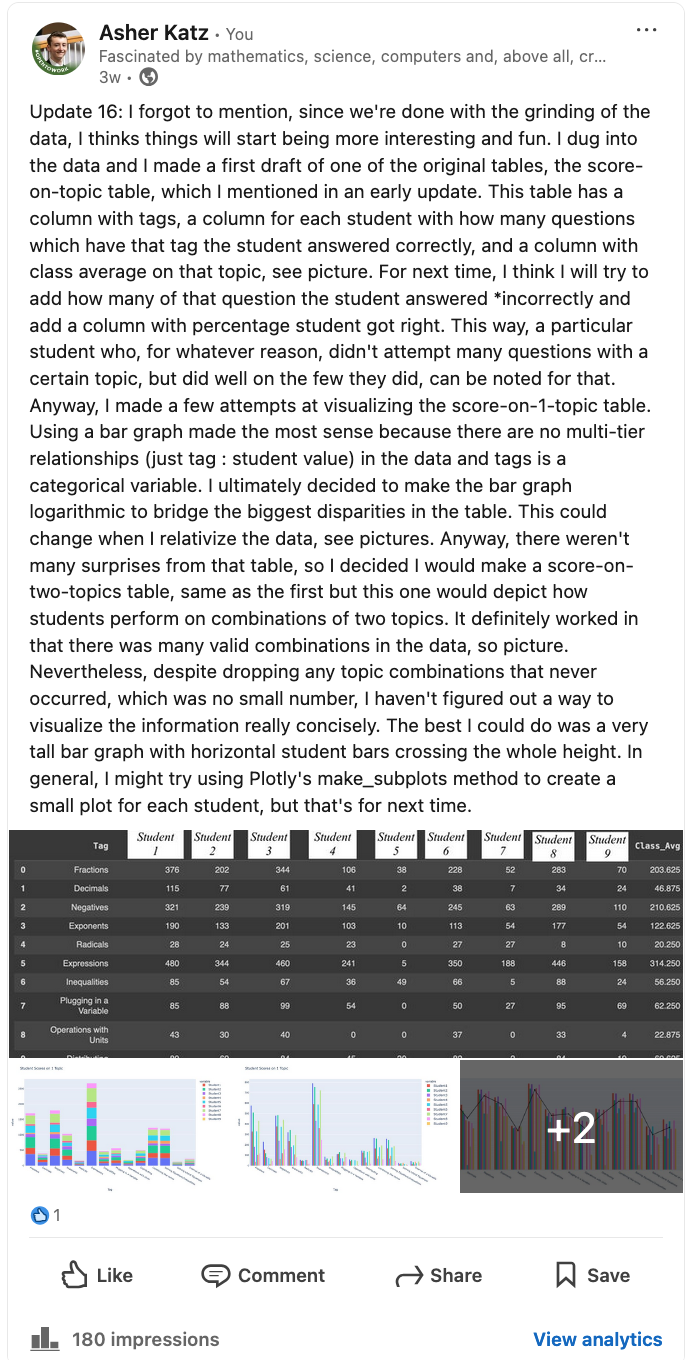 Asher Katz • You
Fascinated by mathematics, science, computers and, above all, cr...
3w •
Update 16: I forgot to mention, since we're done with the grinding of the
data, I thinks things will start being more interesting and fun. I dug into
the data and I made a first draft of one of the original tables, the score-
on-topic table, which I mentioned in an early update. This table has a
column with tags, a column for each student with how many questions
which have that tag the student answered correctly, and a column with
class average on that topic, see picture. For next time, I think I will try to
add how many of that question the student answered *incorrectly and
add a column with percentage student got right. This way, a particular
student who, for whatever reason, didn't attempt many questions with a
certain topic, but did well on the few they did, can be noted for that.
Anyway, I made a few attempts at visualizing the score-on-1-topic table.
Using a bar graph made the most sense because there are no multi-tier
relationships (just tag : student value) in the data and tags is a
categorical variable. I ultimately decided to make the bar graph
logarithmic to bridge the biggest disparities in the table. This could
change when I relativize the data, see pictures. Anyway, there weren't
many surprises from that table, so I decided I would make a score-on-
two-topics table, same as the first but this one would depict how
students perform on combinations of two topics. It definitely worked in
that there was many valid combinations in the data, so picture.
Nevertheless, despite dropping any topic combinations that never
occurred, which was no small number, I haven't figured out a way to
visualize the information really concisely. The best I could do was a very
tall bar graph with horizontal student bars crossing the whole height. In
general, I might try using Plotly's make_subplots method to create a
small plot for each student, but that's for next time.
Tag Student 1 Student 2 Student 3 Student 4 Student 5 Student 6 Student 7 Student 8 Student 9 Class_Avg
0 Fractions 376 202 344 106 38 228 52 283 70 203.625
1 Decimals 115 77 61 41 2 38 7 34 24 46.875
2 Negatives 321 239 319 145 64 245 63 289 110 210.625
3 Exponents 190 133 201 103 10 113 54 177 54 122.625
4 Radicals 28 24 25 23 0 27 27 8 10 20.250
5 Expressions 480 344 460 241 5 350 188 446 158 314.250
6 Inequalities 85 54 67 36 49 66 5 88 24 56.250
7 Plugging in a Variable 85 88 99 54 0 50 27 95 69 62.250
8 Operations with Units 43 30 40 0 0 37 0 33 4 22.875
Student Scores on 1 Topic
Student Scores on 1 Topic
+2
1
Like Comment Share Save
180 impressions View analytics